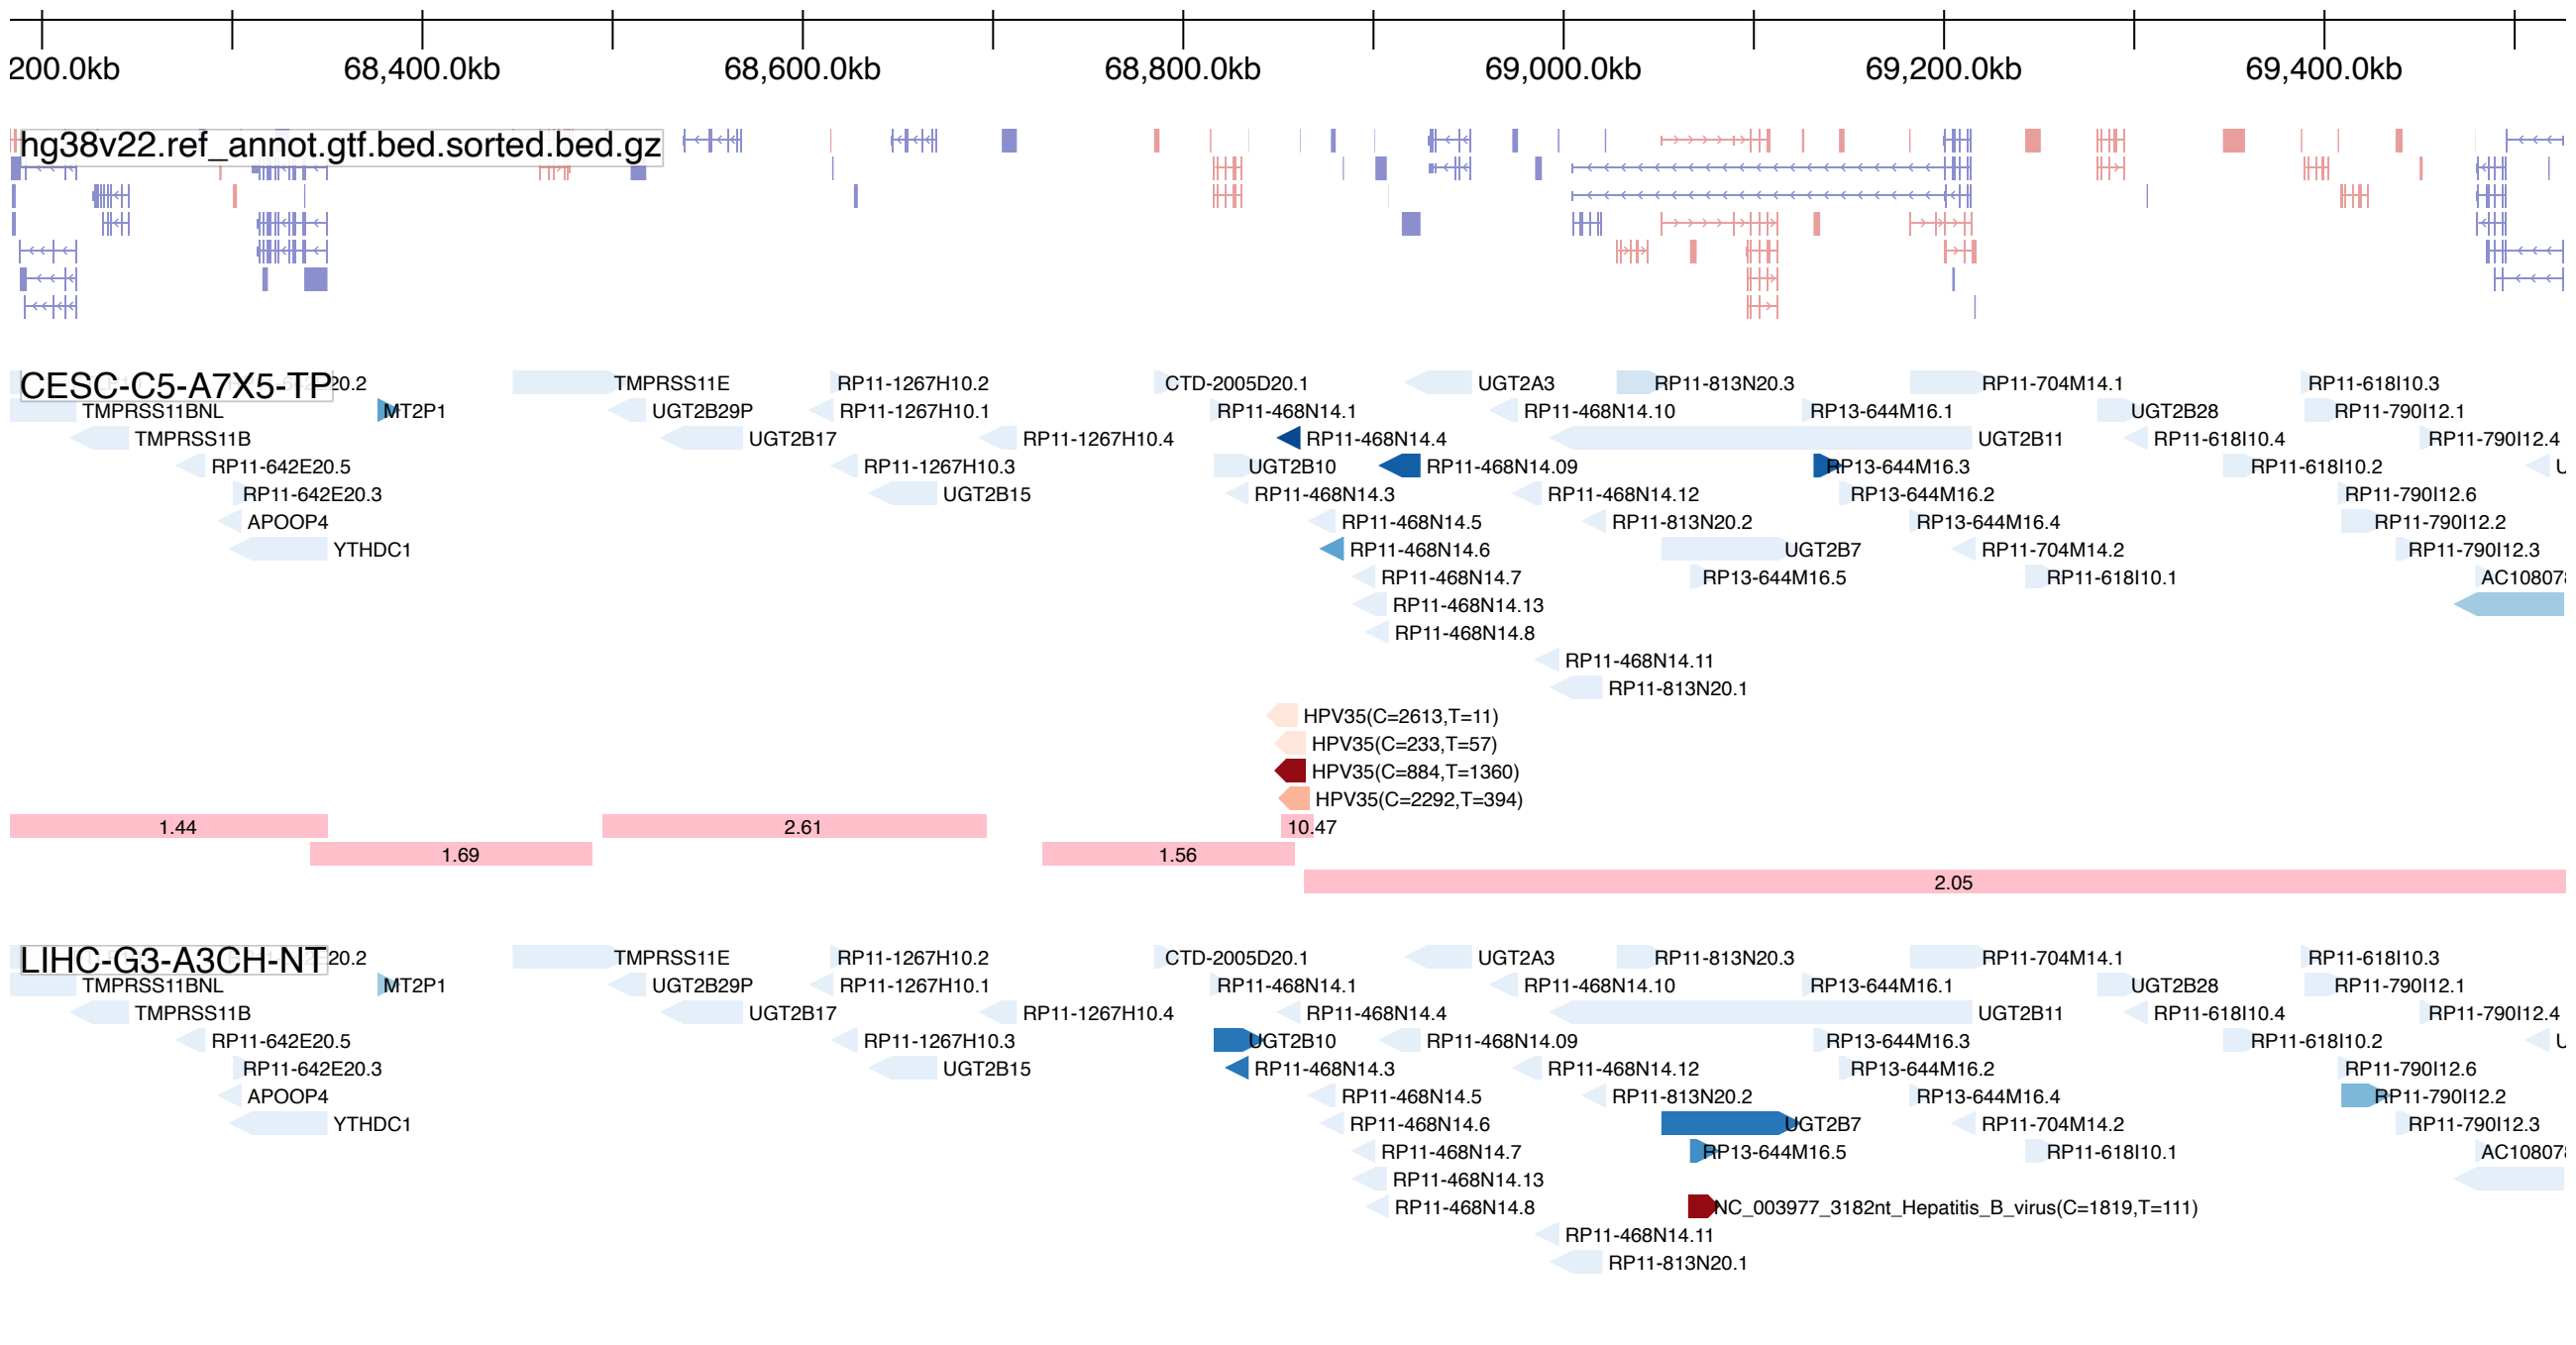 200.0kb 68,400.0kb 68,600.0kb 68,800.0kb 69,000.0kb 69,200.0kb 69,400.0kb
hg38v22.ref_annot.gtf.bed.sorted.bed.gz
CESC-C5-A7X5-TP 20.2 TMPRSS11E RP11-1267H10.2 CTD-2005D20.1 UGT2A3 RP11-813N20.3 RP11-704M14.1 RP11-618I10.3
TMPRSS11BNL MT2P1 UGT2B29P RP11-1267H10.1 RP11-468N14.1 RP11-468N14.10 RP13-644M16.1 UGT2B28 RP11-790I12.1
TMPRSS11B UGT2B17 RP11-1267H10.4 RP11-468N14.4 UGT2B11 RP11-618I10.4 RP11-790I12.4
RP11-642E20.5 RP11-1267H10.3 UGT2B10 RP11-468N14.09 RP13-644M16.3 RP11-618I10.2 U
RP11-642E20.3 UGT2B15 RP11-468N14.3 RP11-468N14.12 RP13-644M16.2 RP11-790I12.6
APOOP4 RP11-468N14.5 RP11-813N20.2 RP13-644M16.4 RP11-790I12.2
YTHDC1 RP11-468N14.6 UGT2B7 RP11-704M14.2 RP11-790I12.3
RP11-468N14.7 RP13-644M16.5 RP11-618I10.1 AC108078
RP11-468N14.13
RP11-468N14.8
RP11-468N14.11
RP11-813N20.1
HPV35(C=2613,T=11)
HPV35(C=233,T=57)
HPV35(C=884,T=1360)
HPV35(C=2292,T=394)
1.44 2.61 10.47
1.69 1.56
2.05
LIHC-G3-A3CH-NT 20.2 TMPRSS11E RP11-1267H10.2 CTD-2005D20.1 UGT2A3 RP11-813N20.3 RP11-704M14.1 RP11-618I10.3
TMPRSS11BNL MT2P1 UGT2B29P RP11-1267H10.1 RP11-468N14.1 RP11-468N14.10 RP13-644M16.1 UGT2B28 RP11-790I12.1
TMPRSS11B UGT2B17 RP11-1267H10.4 RP11-468N14.4 UGT2B11 RP11-618I10.4 RP11-790I12.4
RP11-642E20.5 RP11-1267H10.3 UGT2B10 RP11-468N14.09 RP13-644M16.3 RP11-618I10.2 U
RP11-642E20.3 UGT2B15 RP11-468N14.3 RP11-468N14.12 RP13-644M16.2 RP11-790I12.6
APOOP4 RP11-468N14.5 RP11-813N20.2 RP13-644M16.4 RP11-790I12.2
YTHDC1 RP11-468N14.6 UGT2B7 RP11-704M14.2 RP11-790I12.3
RP11-468N14.7 RP13-644M16.5 RP11-618I10.1 AC108078
RP11-468N14.13
RP11-468N14.8 NC_003977_3182nt_Hepatitis_B_virus(C=1819,T=111)
RP11-468N14.11
RP11-813N20.1